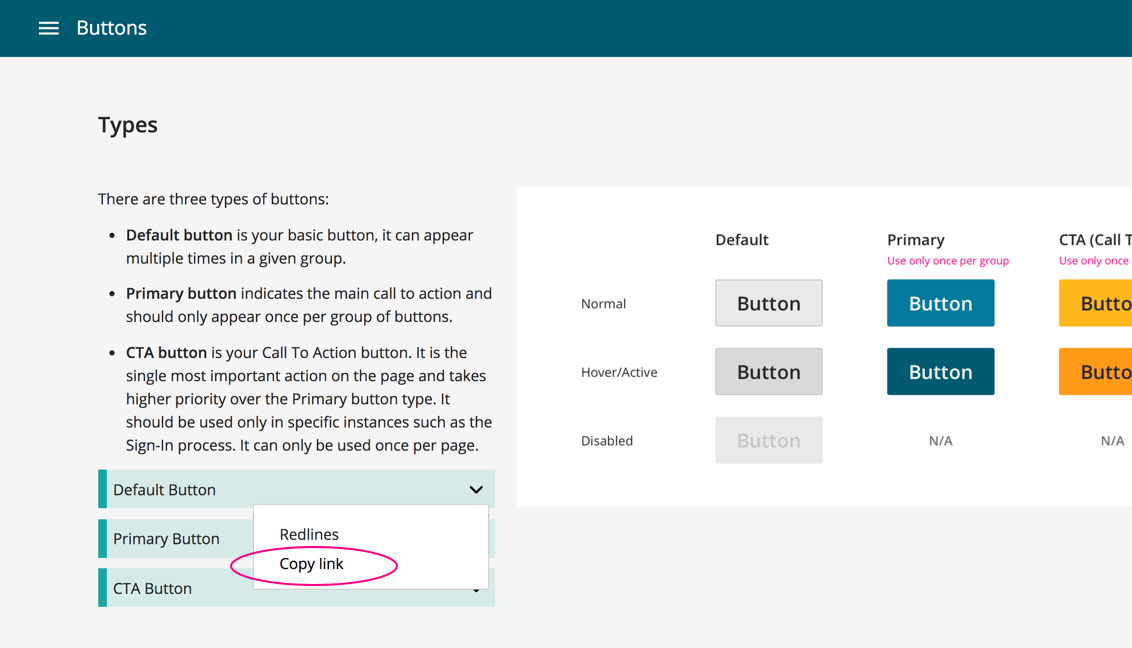 Buttons
Types
There are three types of buttons:
Default button is your basic button, it can appear
multiple times in a given group.
Primary button indicates the main call to action and
should only appear once per group of buttons.
CTA button is your Call To Action button. It is the
single most important action on the page and takes
higher priority over the Primary button type. It
should be used only in specific instances such as the
Sign-In process. It can only be used once per page.
Default Button
Primary Button
CTA Button
Redlines
Copy link
Default Primary CTA (Call T
Use only once per group Use only once
Normal Button Button Butto
Hover/Active Button Button Butto
Disabled Button N/A N/A